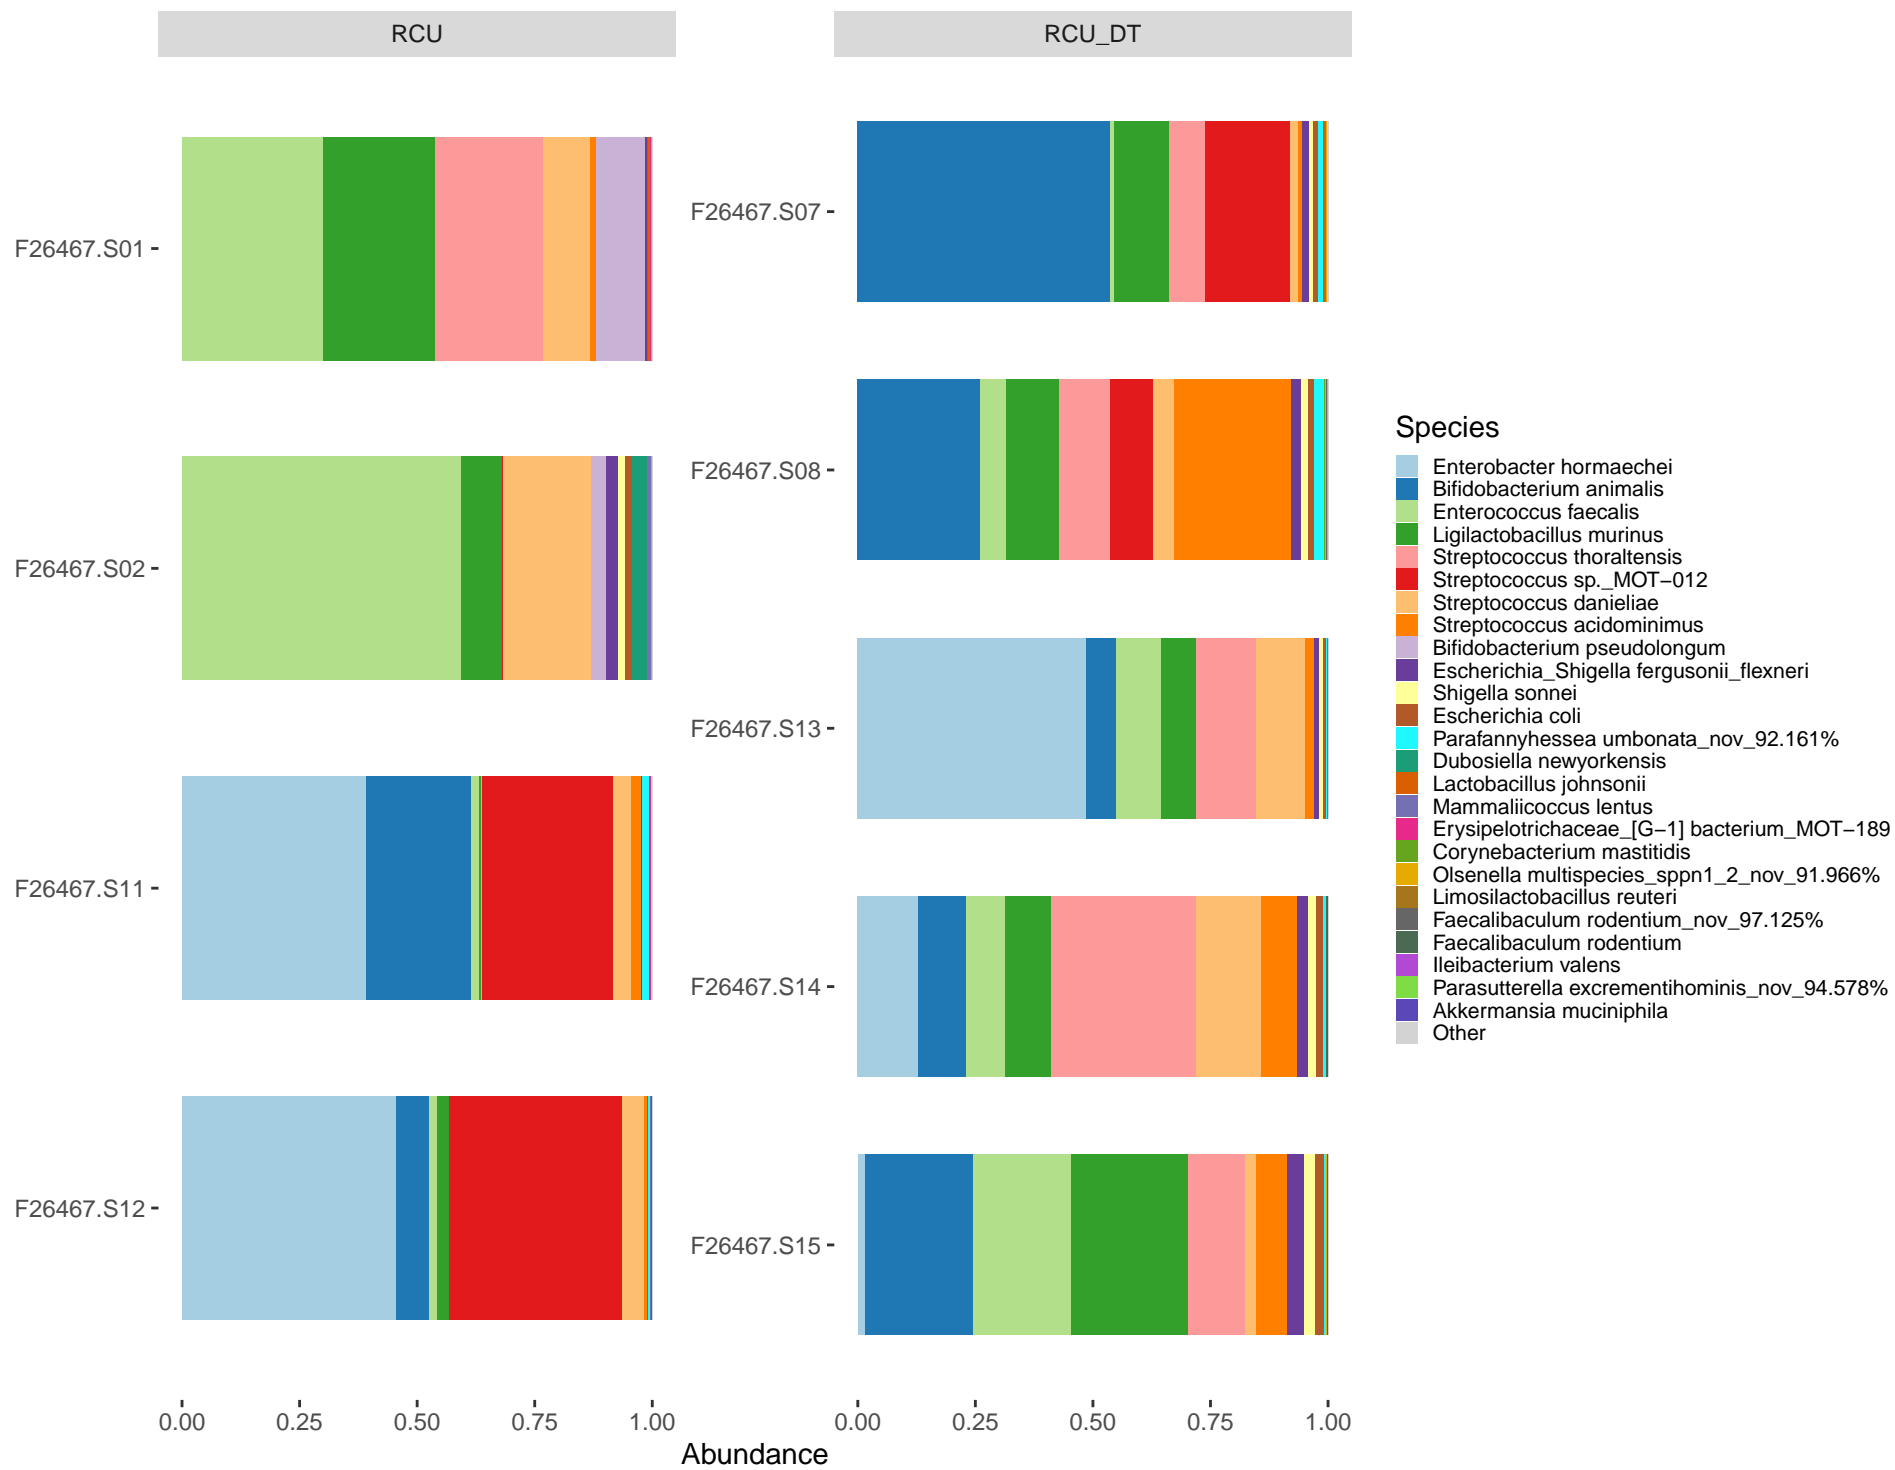 RCU
RCU_DT
F26467.S01
F26467.S02
F26467.S11
F26467.S12
F26467.S07
F26467.S08
F26467.S13
F26467.S14
F26467.S15
0.00 0.25 0.50 0.75 1.00
0.00 0.25 0.50 0.75 1.00
Abundance
Species
Enterobacter hormaechei
Bifidobacterium animalis
Enterococcus faecalis
Ligilactobacillus murinus
Streptococcus thoraltensis
Streptococcus sp._MOT−012
Streptococcus danieliae
Streptococcus acidominimus
Bifidobacterium pseudolongum
Escherichia_Shigella fergusonii_flexneri
Shigella sonnei
Escherichia coli
Parafannyhessea umbonata_nov_92.161%
Dubosiella newyorkensis
Lactobacillus johnsonii
Mammaliicoccus lentus
Erysipelotrichaceae_[G−1] bacterium_MOT−189
Corynebacterium mastitidis
Olsenella multispecies_sppn1_2_nov_91.966%
Limosilactobacillus reuteri
Faecalibaculum rodentium_nov_97.125%
Faecalibaculum rodentium
Ileibacterium valens
Parasutterella excrementihominis_nov_94.578%
Akkermansia muciniphila
Other